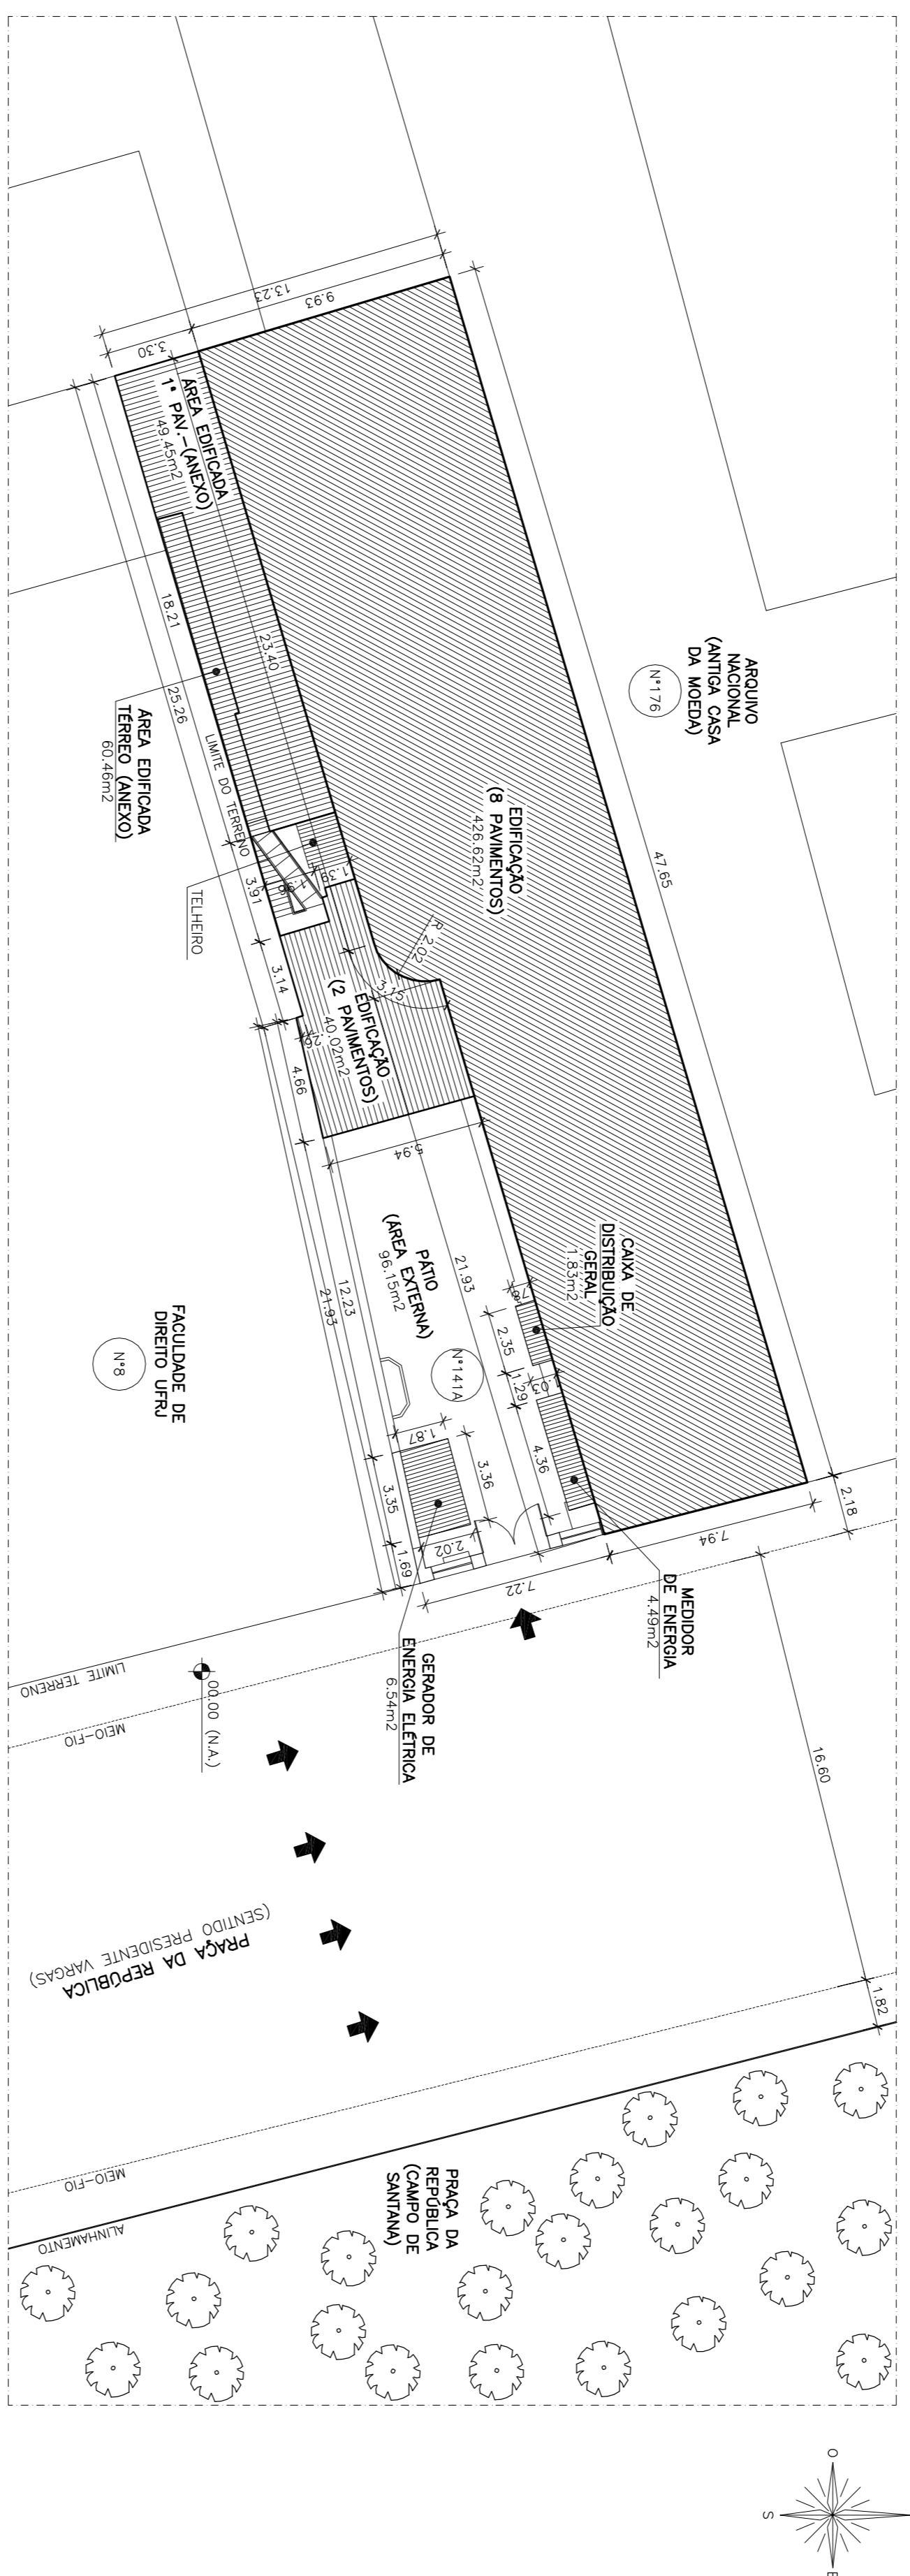 ARQUIVO
NACIONAL
(ANTIGA CASA
DA MOEDA)
N°176
47.65
13.23
9.93
3.30
ÁREA EDIFICADA
1ª PAV.-(ANEXO)
49.45m2
18.21
25.26
23.40
LIMITE DO TERRENO
ÁREA EDIFICADA
TÉRREO (ANEXO)
60.46m2
TELHEIRO
3.91
3.14
EDIFICAÇÃO
(8 PAVIMENTOS)
426.62m2
R 2.02
3.15
EDIFICAÇÃO
(2 PAVIMENTOS)
40.02m2
4.66
5.94
PÁTIO
(ÁREA EXTERNA)
96.15m2
21.93
12.23
21.93
CAIXA DE
DISTRIBUIÇÃO
GERAL
1.83m2
2.35
1.29
4.36
N°141A
1.87
3.36
3.35
2.02
1.69
7.22
7.94
2.18
MEDIDOR
DE ENERGIA
4.49m2
GERADOR DE
ENERGIA ELÉTRICA
6.54m2
FACULDADE DE
DIREITO UFRJ
N°8
LIMITE TERRENO
MEIO-FIO
00.00 (N.A.)
16.60
1.82
PRAÇA DA REPÚBLICA
(SENTIDO PRESIDENTE VARGAS)
MEIO-FIO
ALINHAMENTO
PRAÇA DA
REPÚBLICA
(CAMPO DE
SANTANA)
O
S
E